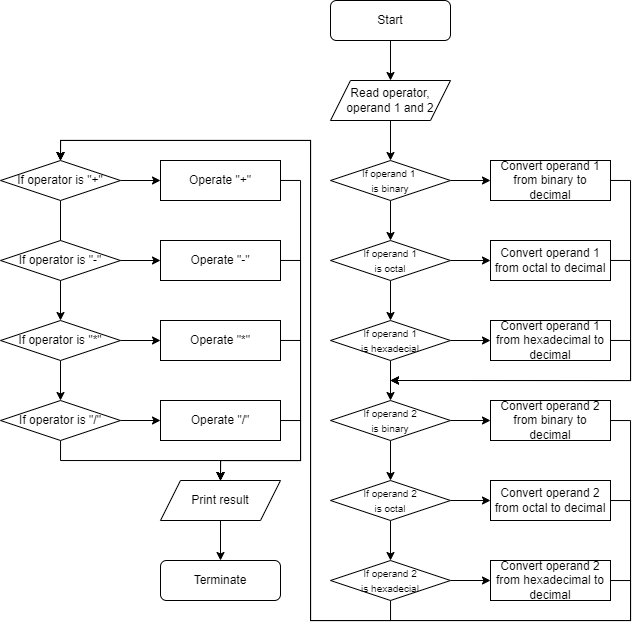 Start
Read operator,
operand 1 and 2
If operand 1
is binary
Convert operand 1
from binary to
decimal
If operand 1
is octal
Convert operand 1
from octal to decimal
If operand 1
is hexadecial
Convert operand 1
from hexadecimal to
decimal
If operand 2
is binary
Convert operand 2
from binary to
decimal
If operand 2
is octal
Convert operand 2
from octal to decimal
If operand 2
is hexadecial
Convert operand 2
from hexadecimal to
decimal
If operator is "+"
Operate "+"
If operator is "-"
Operate "-"
If operator is "*"
Operate "*"
If operator is "/"
Operate "/"
Print result
Terminate